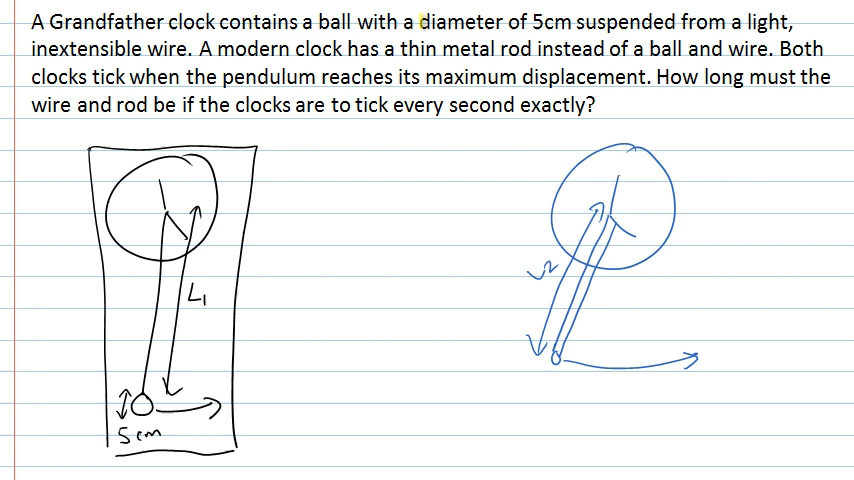 A Grandfather clock contains a ball with a diameter of 5cm suspended from a light,
inextensible wire. A modern clock has a thin metal rod instead of a ball and wire. Both
clocks tick when the pendulum reaches its maximum displacement. How long must the
wire and rod be if the clocks are to tick every second exactly?
L1
L2
5cm